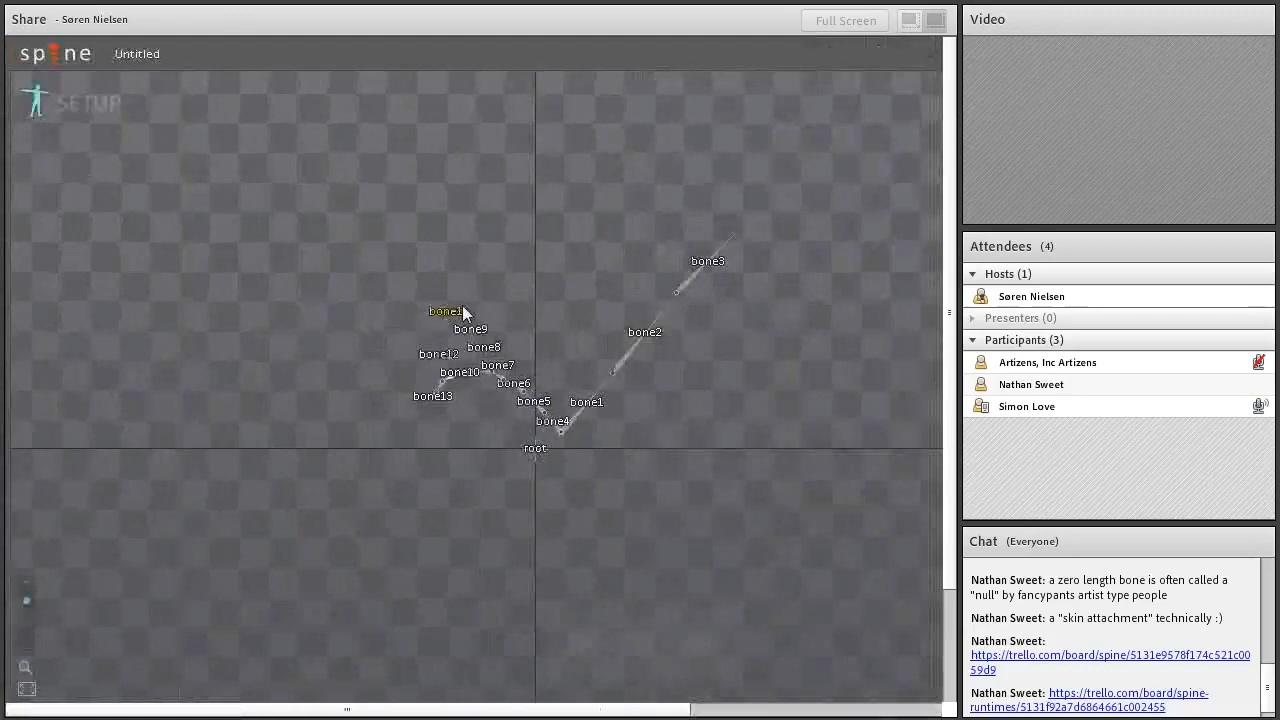 Share - Søren Nielsen
Full Screen
Video
spine Untitled
SETUP
Attendees (4)
Hosts (1)
Søren Nielsen
Presenters (0)
Participants (3)
Artizens, Inc Artizens
Nathan Sweet
Simon Love
bone3
bone1
bone9
bone2
bone8
bone12
bone7
bone10
bone6
bone13
bone5
bone1
bone4
root
Chat (Everyone)
Nathan Sweet: a zero length bone is often called a
"null" by fancypants artist type people
Nathan Sweet: a "skin attachment" technically :)
Nathan Sweet:
https://trello.com/board/spine/5131e9578f174c521c00
59d9
Nathan Sweet: https://trello.com/board/spine-
runtimes/5131f92a7d6864661c002455